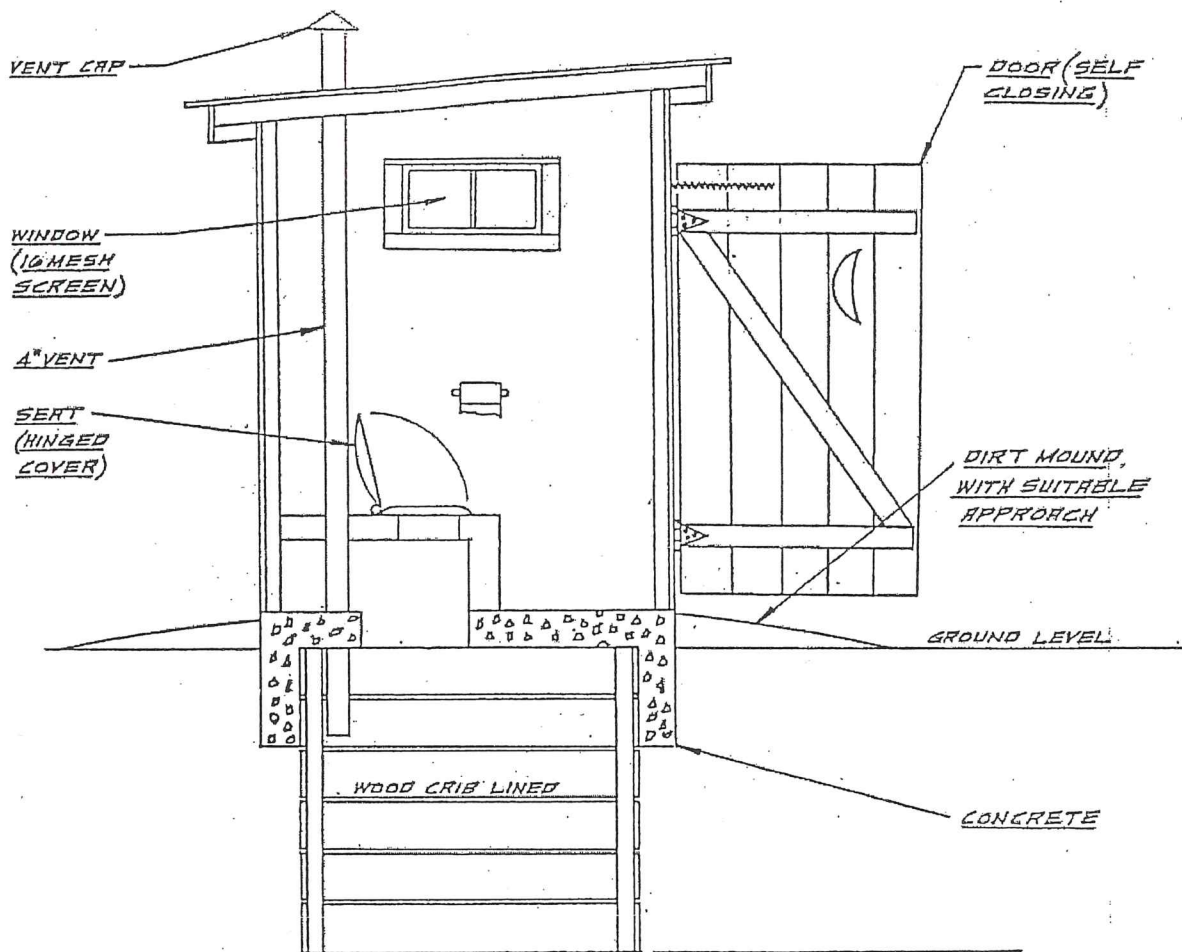 VENT CAP
DOOR (SELF
CLOSING)
WINDOW
(16 MESH
SCREEN)
4" VENT
SEAT
(HINGED
COVER)
DIRT MOUND,
WITH SUITABLE
APPROACH
GROUND LEVEL
WOOD CRIB LINED
CONCRETE